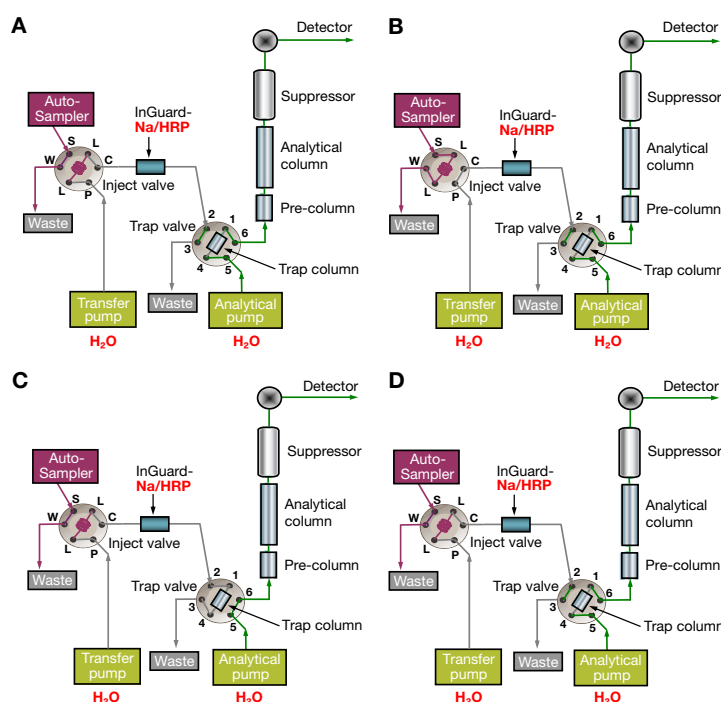 A
Detector
Suppressor
Auto-
Sampler
InGuard-
Na/HRP
Analytical
column
S
L
W
C
L
P
Inject valve
Pre-column
Waste
Trap valve
2
1
3
6
4
5
Trap column
Waste
Transfer
pump
Analytical
pump
H2O
H2O
B
Detector
Suppressor
Auto-
Sampler
InGuard-
Na/HRP
Analytical
column
S
L
W
C
L
P
Inject valve
Pre-column
Waste
Trap valve
2
1
3
6
4
5
Trap column
Waste
Transfer
pump
Analytical
pump
H2O
H2O
C
Detector
Suppressor
Auto-
Sampler
InGuard-
Na/HRP
Analytical
column
S
L
W
C
L
P
Inject valve
Pre-column
Waste
Trap valve
2
1
3
6
4
5
Trap column
Waste
Transfer
pump
Analytical
pump
H2O
H2O
D
Detector
Suppressor
Auto-
Sampler
InGuard-
Na/HRP
Analytical
column
S
L
W
C
L
P
Inject valve
Pre-column
Waste
Trap valve
2
1
3
6
4
5
Trap column
Waste
Transfer
pump
Analytical
pump
H2O
H2O